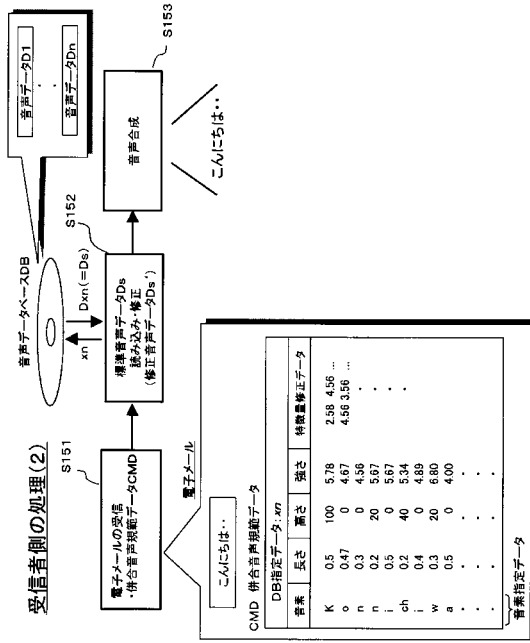 受信者側の処理(2)
音声データベースDB
音声データD1
・
・
音声データDn
xn
Dxn(=Ds)
S151
電子メールの受信
・併合音声規範データCMD
S152
標準音声データDs
読み込み・修正
(修正音声データDs')
S153
音声合成
こんにちは・・
電子メール
こんにちは・・
CMD 併合音声規範データ
DB指定データ:xn
音素 長さ 高さ 強さ 特徴量修正データ
K 0.5 100 5.78 2.58 4.56 ...
o 0.47 0 4.67 4.56 3.56 ...
n 0.3 0 4.56 ・
n 0.2 20 5.67 ・
i 0.5 0 5.67 ・
ch 0.2 40 5.34 ・
i 0.4 0 4.89
w 0.3 20 6.80
a 0.5 0 4.00
・ ・ ・ ・
・ ・ ・ ・
・ ・ ・ ・
音素指定データ